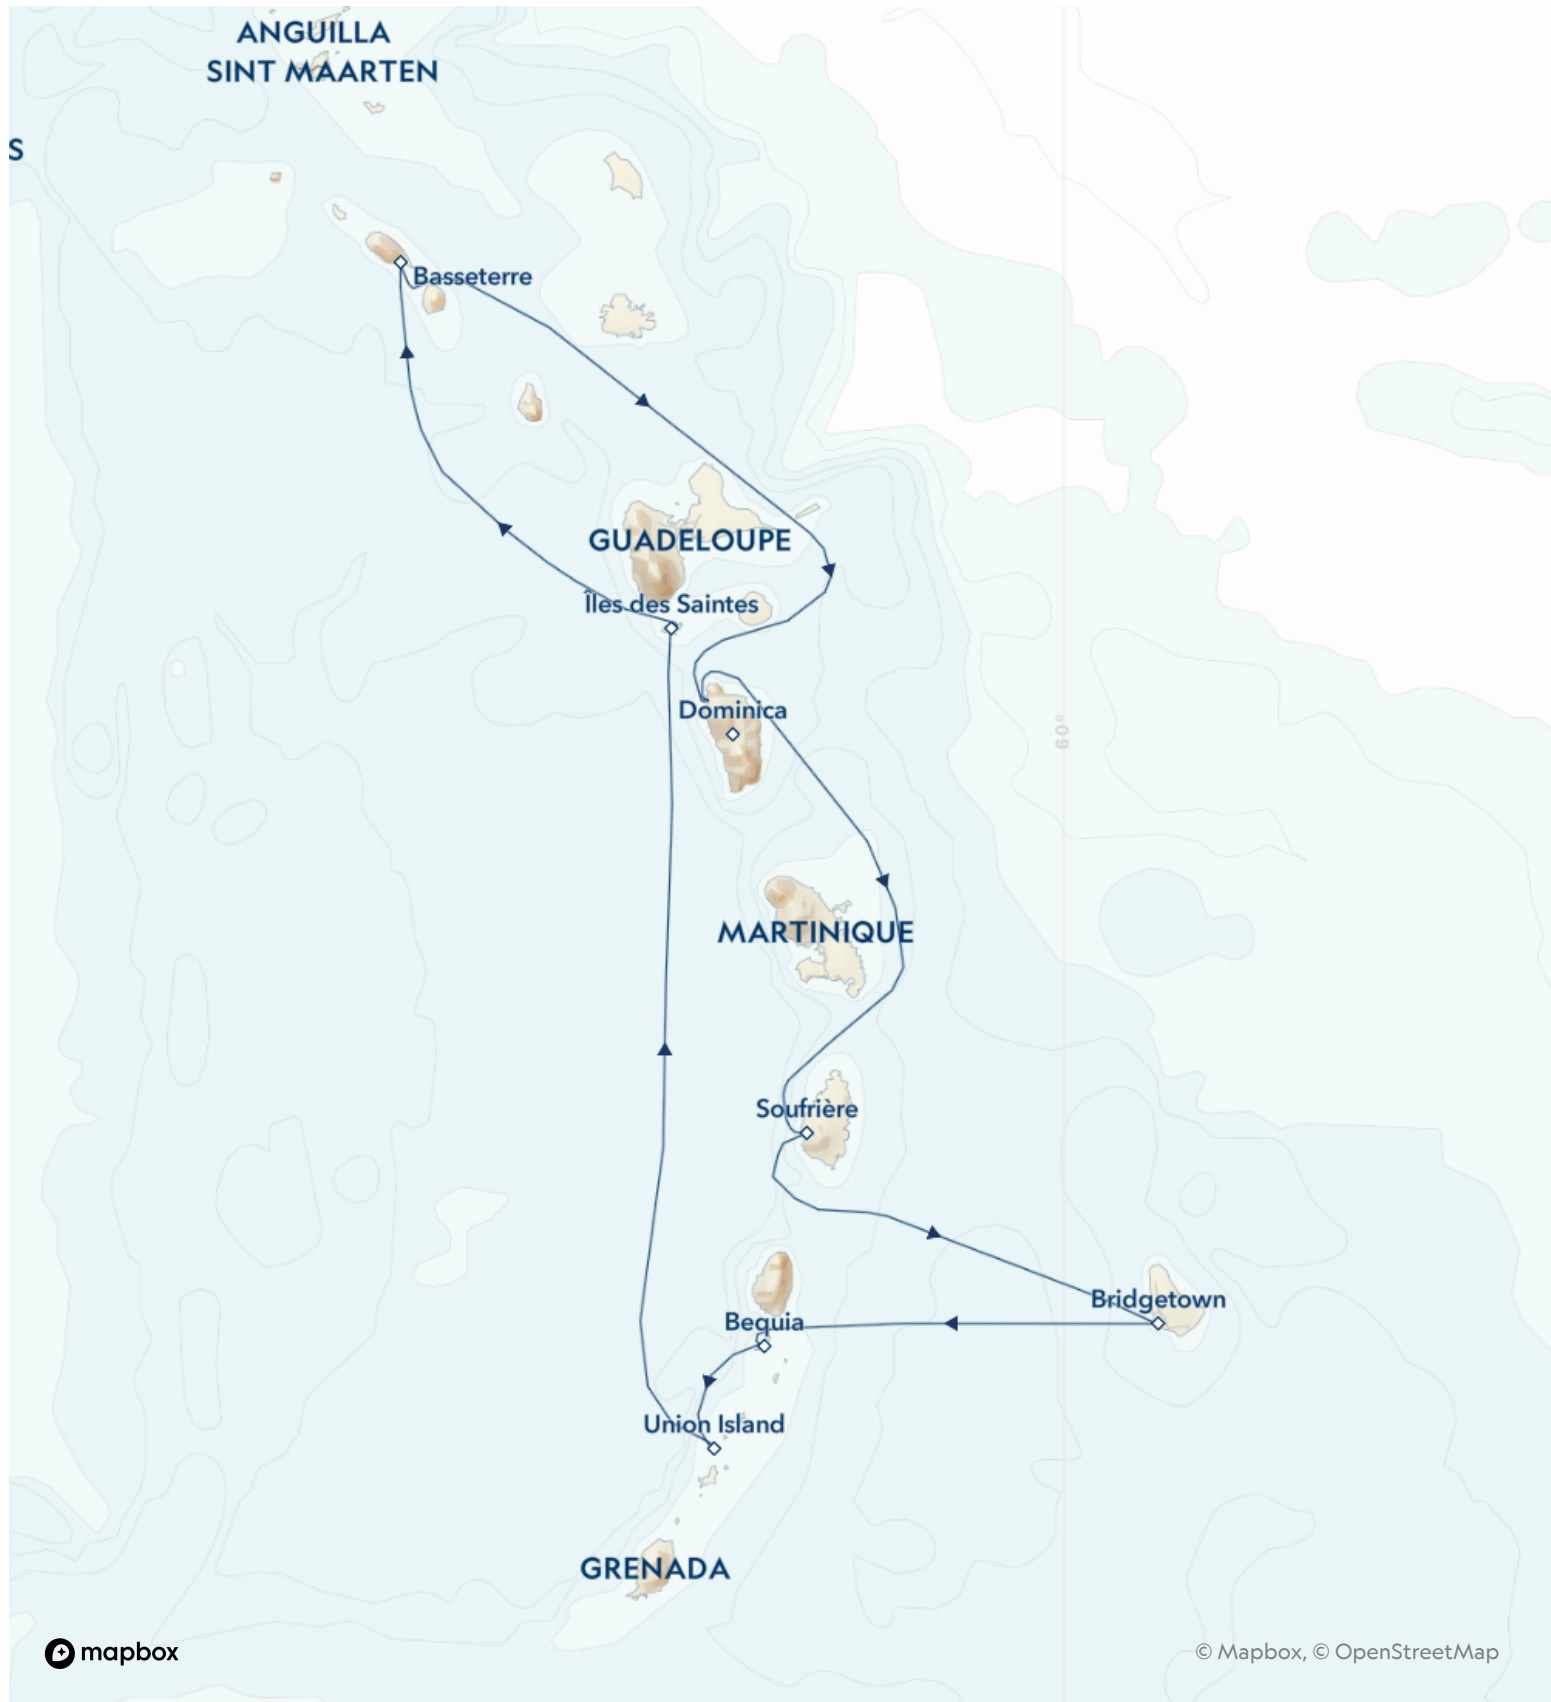 ANGUILLA
SINT MAARTEN
S
Basseterre
GUADELOUPE
Îles des Saintes
Dominica
60°
MARTINIQUE
Soufrière
Bridgetown
Bequia
Union Island
GRENADA
mapbox
© Mapbox, © OpenStreetMap